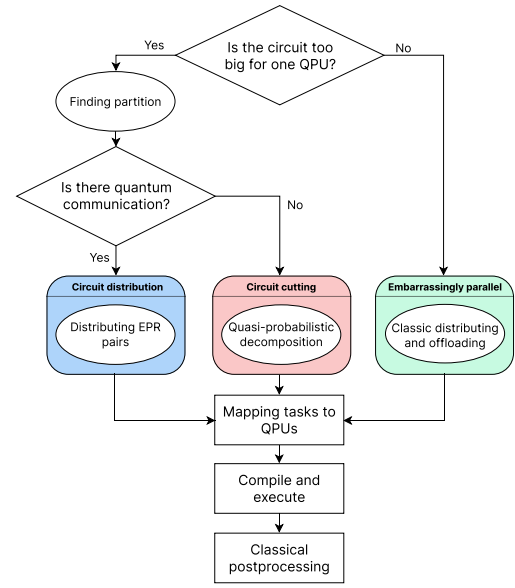 Is the circuit too
big for one QPU?
Yes
No
Finding partition
Is there quantum
communication?
No
Yes
Circuit distribution
Distributing EPR
pairs
Circuit cutting
Quasi-probabilistic
decomposition
Embarrassingly parallel
Classic distributing
and offloading
Mapping tasks to
QPUs
Compile and
execute
Classical
postprocessing